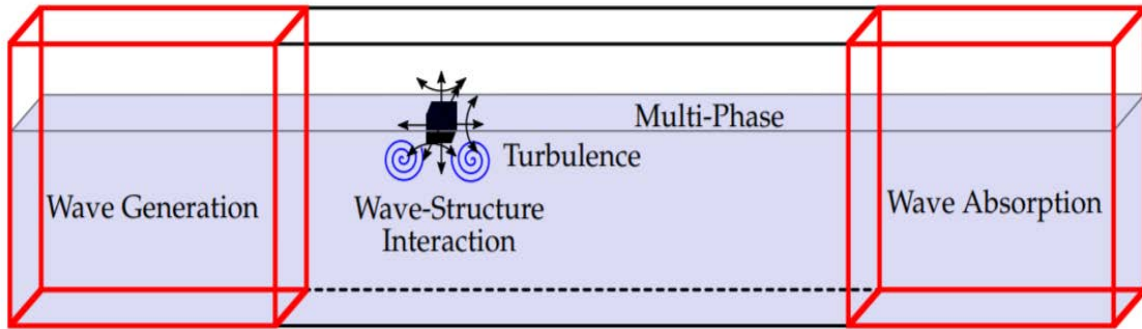 Multi-Phase
Turbulence
Wave Generation
Wave-Structure
Interaction
Wave Absorption